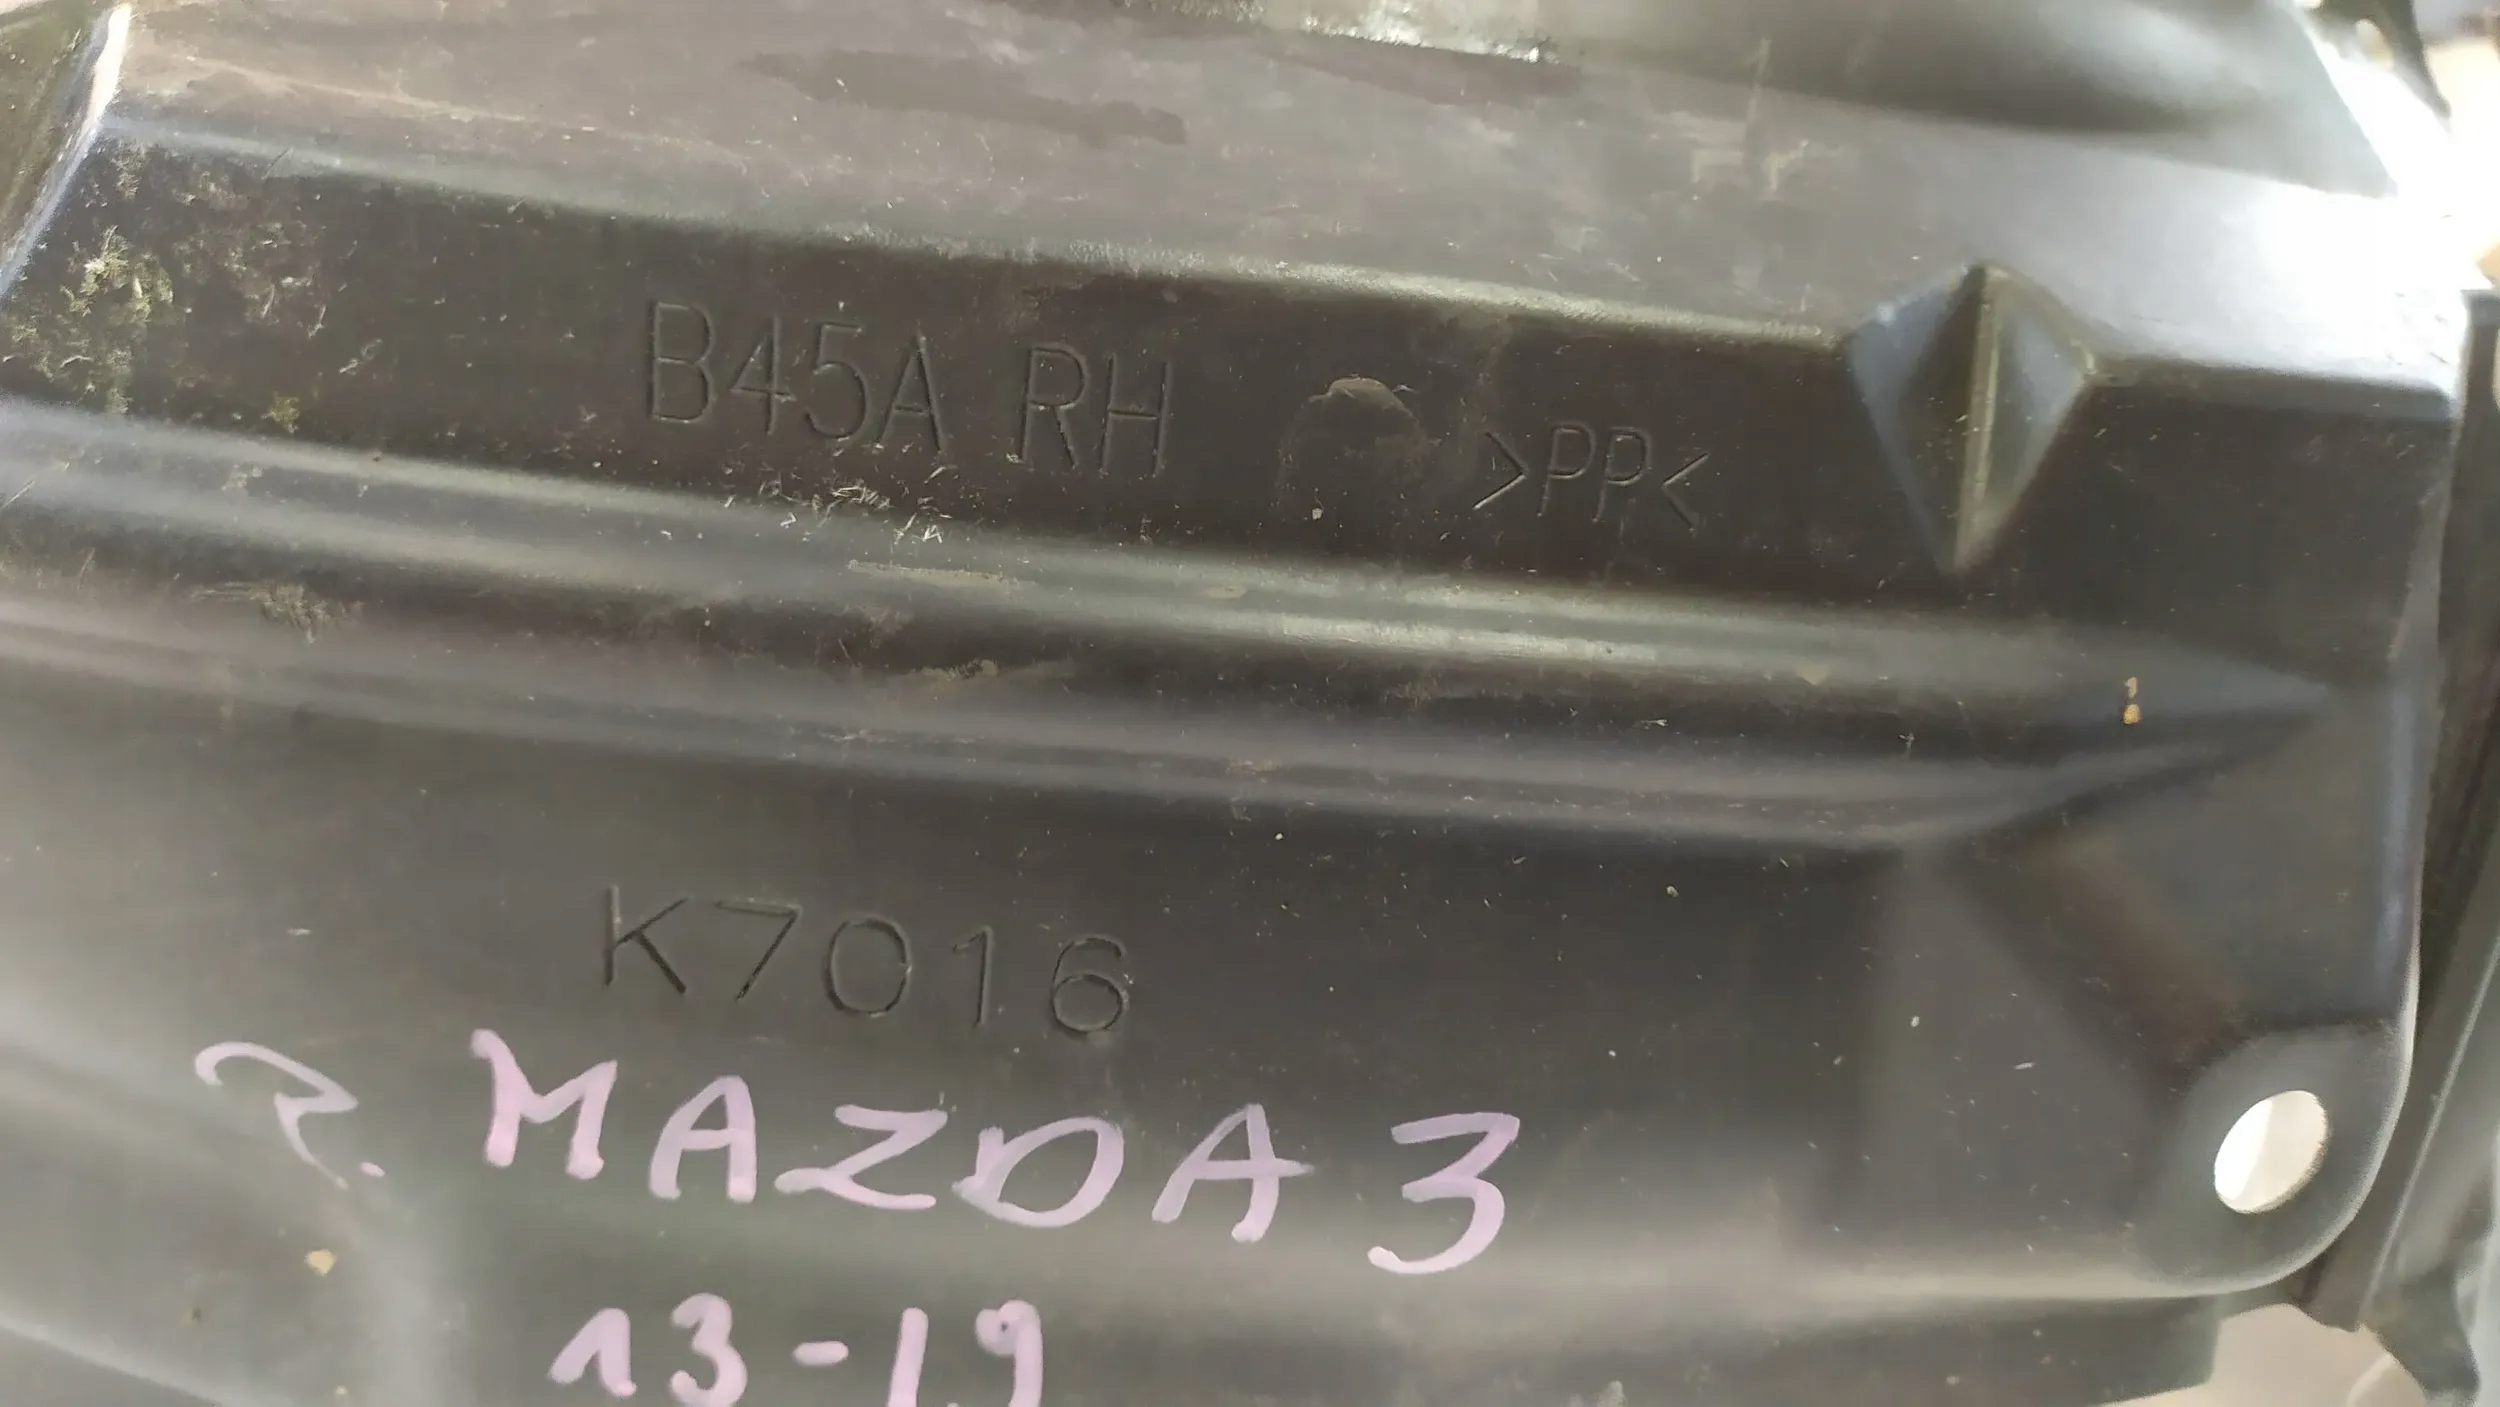 B45A RH >PP<
K7016
R. MAZDA 3
13-19